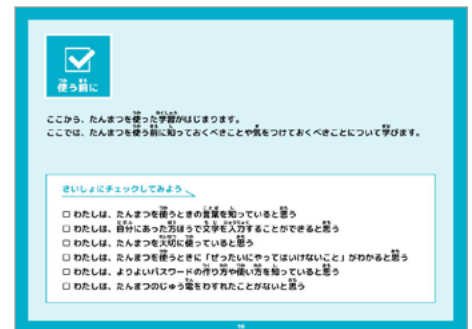 使う前に
ここから、たんまつを使った学習がはじまります。
ここでは、たんまつを使う前に知っておくべきことや気をつけておくべきことについて学びます。
さいしょにチェックしてみよう
□ わたしは、たんまつを使うときの言葉を知っていると思う
□ わたしは、自分にあった方ほうで文字を入力することができると思う
□ わたしは、たんまつを大切に使っていると思う
□ わたしは、たんまつを使うときに「ぜったいにやってはいけないこと」がわかると思う
□ わたしは、よりよいパスワードの作り方や使い方を知っていると思う
□ わたしは、たんまつのじゅう電をわすれたことがないと思う